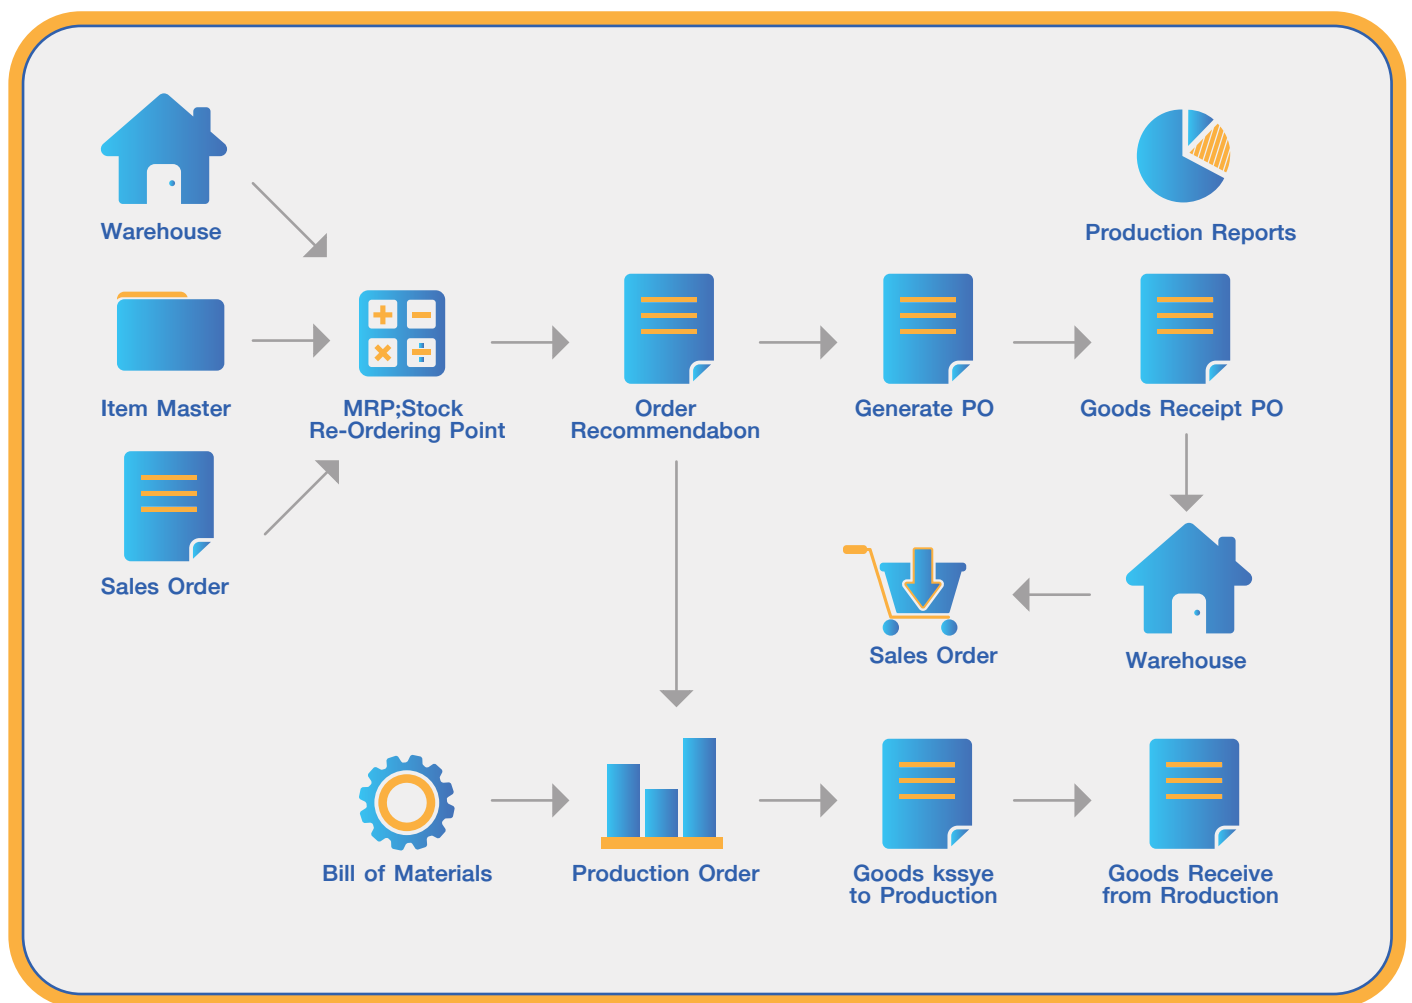 Warehouse
Production Reports
Item Master
MRP;Stock
Re-Ordering Point
Order
Recommendabon
Generate PO
Goods Receipt PO
Sales Order
Sales Order
Warehouse
Bill of Materials
Production Order
Goods kssye
to Production
Goods Receive
from Rroduction